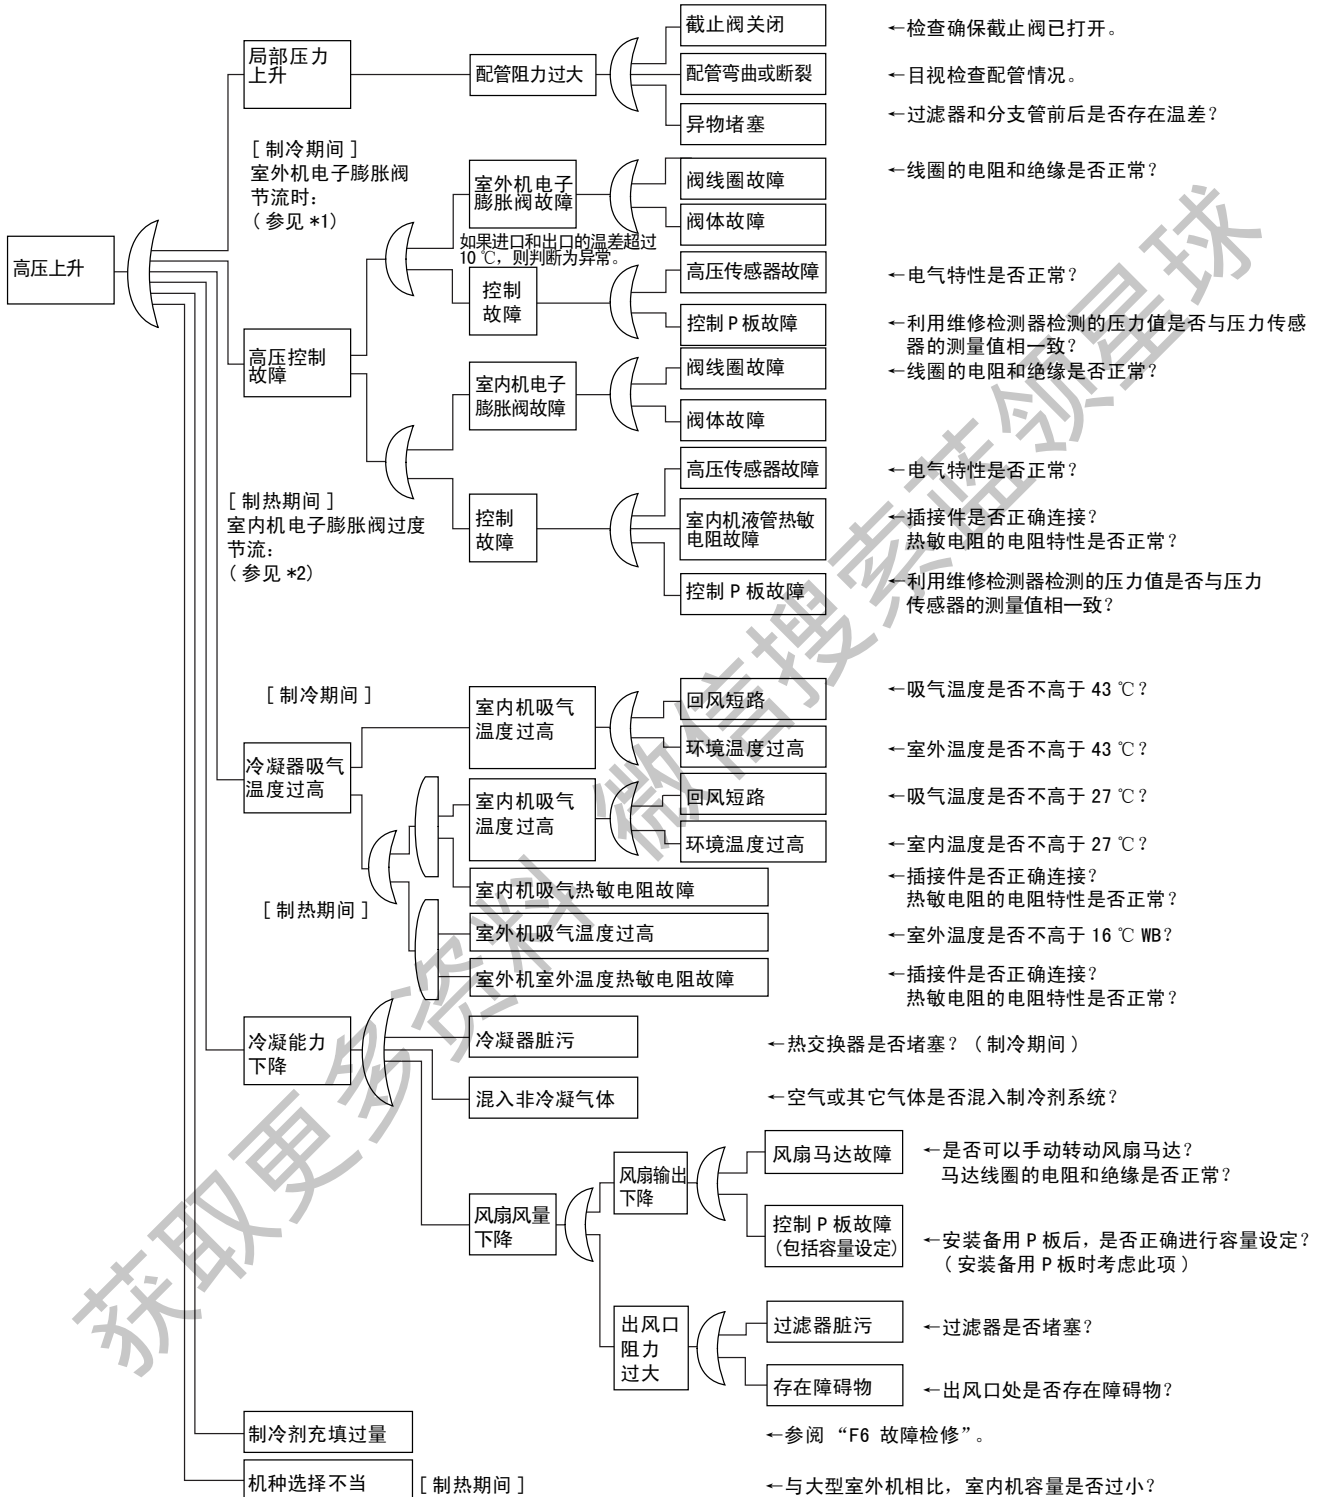 高压上升
局部压力
上升
配管阻力过大
截止阀关闭
←检查确保截止阀已打开。
配管弯曲或断裂
←目视检查配管情况。
异物堵塞
←过滤器和分支管前后是否存在温差？
[制冷期间]
室外机电子膨胀阀
节流时：
(参见 *1)
高压控制
故障
室外机电子
膨胀阀故障
如果进口和出口的温差超过
10 ℃，则判断为异常。
阀线圈故障
←线圈的电阻和绝缘是否正常？
阀体故障
控制
故障
高压传感器故障
←电气特性是否正常？
控制 P 板故障
←利用维修检测器检测的压力值是否与压力传感
器的测量值相一致？
室内机电子
膨胀阀故障
阀线圈故障
←线圈的电阻和绝缘是否正常？
阀体故障
[制热期间]
室内机电子膨胀阀过度
节流：
(参见 *2)
控制
故障
高压传感器故障
←电气特性是否正常？
室内机液管热敏
电阻故障
←插接件是否正确连接？
热敏电阻的电阻特性是否正常？
控制 P 板故障
←利用维修检测器检测的压力值是否与压力
传感器的测量值相一致？
[制冷期间]
冷凝器吸气
温度过高
室内机吸气
温度过高
回风短路
←吸气温度是否不高于 43 ℃？
环境温度过高
←室外温度是否不高于 43 ℃？
室内机吸气
温度过高
回风短路
←吸气温度是否不高于 27 ℃？
环境温度过高
←室内温度是否不高于 27 ℃？
[制热期间]
室内机吸气热敏电阻故障
←插接件是否正确连接？
热敏电阻的电阻特性是否正常？
室外机吸气温度过高
←室外温度是否不高于 16 ℃ WB？
室外机室外温度热敏电阻故障
←插接件是否正确连接？
热敏电阻的电阻特性是否正常？
冷凝能力
下降
冷凝器脏污
←热交换器是否堵塞？(制冷期间)
混入非冷凝气体
←空气或其它气体是否混入制冷剂系统？
风扇风量
下降
风扇输出
下降
风扇马达故障
←是否可以手动转动风扇马达？
马达线圈的电阻和绝缘是否正常？
控制 P 板故障
(包括容量设定)
←安装备用 P 板后，是否正确进行容量设定？
(安装备用 P 板时考虑此项)
出风口
阻力
过大
过滤器脏污
←过滤器是否堵塞？
存在障碍物
←出风口处是否存在障碍物？
制冷剂充填过量
←参阅 “F6 故障检修”。
机种选择不当
[制热期间]
←与大型室外机相比，室内机容量是否过小？
获取更多资料 微信搜索蓝领星球